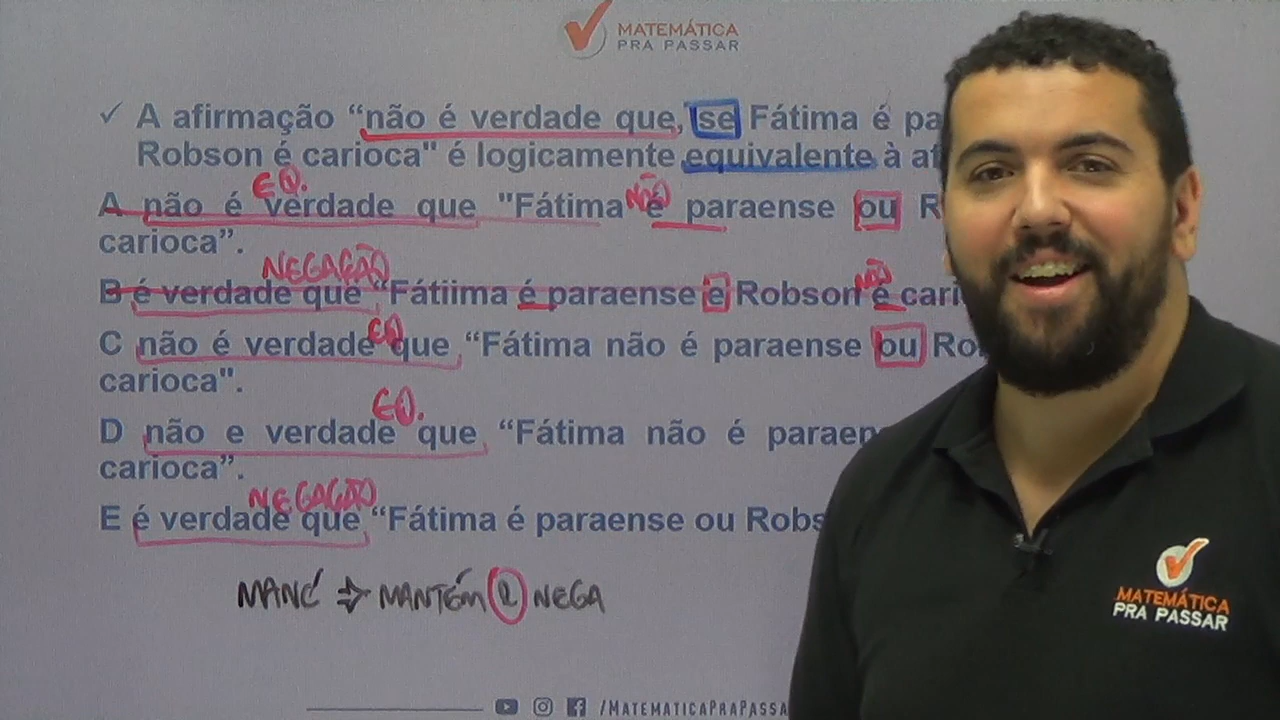 MATEMÁTICA
PRA PASSAR
✓ A afirmação “não é verdade que, se Fátima é pa
Robson é carioca" é logicamente equivalente à af
EQ. NÃO
A não é verdade que "Fátima é paraense ou R
carioca”.
NEGAÇÃO NÃO
B é verdade que “Fátiima é paraense e Robson é cari
EQ
C não é verdade que “Fátima não é paraense ou Ro
carioca".
EQ.
D não e verdade que “Fátima não é paraen
carioca”.
NEGAÇÃO
E é verdade que “Fátima é paraense ou Robs
MANÉ ⇒ MANTÉM e NEGA
/MATEMATICAPRAPASSA
MATEMÁTICA
PRA PASSAR